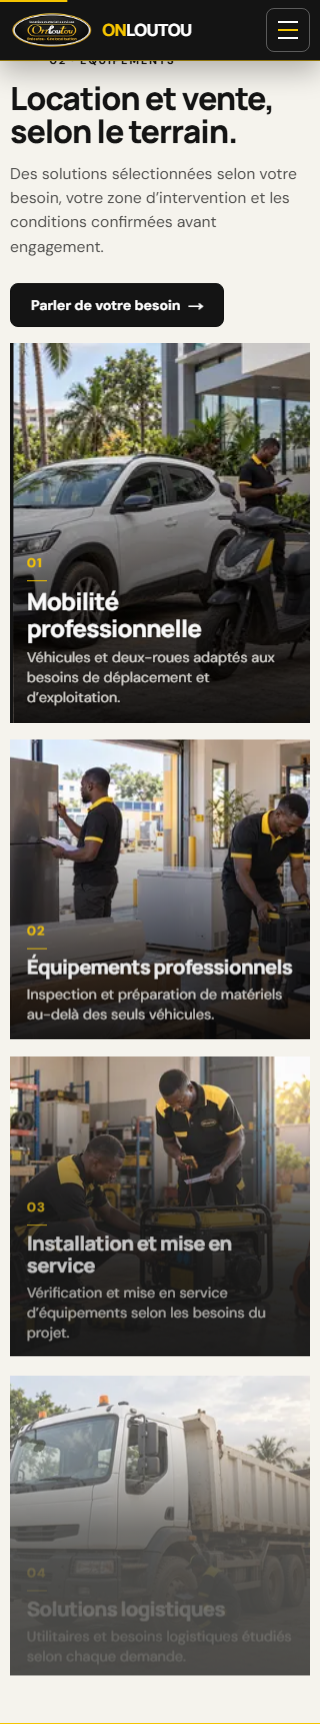 OnLoutou
ONLOUTOU
02 ÉQUIPEMENTS
Location et vente,
selon le terrain.
Des solutions sélectionnées selon votre
besoin, votre zone d'intervention et les
conditions confirmées avant
engagement.
Parler de votre besoin →
01
Mobilité
professionnelle
Véhicules et deux-roues adaptés aux
besoins de déplacement et
d'exploitation.
02
Équipements professionnels
Inspection et préparation de matériels
au-delà des seuls véhicules.
03
Installation et mise en
service
Vérification et mise en service
d'équipements selon les besoins du
projet.
04
Solutions logistiques
Utilitaires et besoins logistiques étudiés
selon chaque demande.